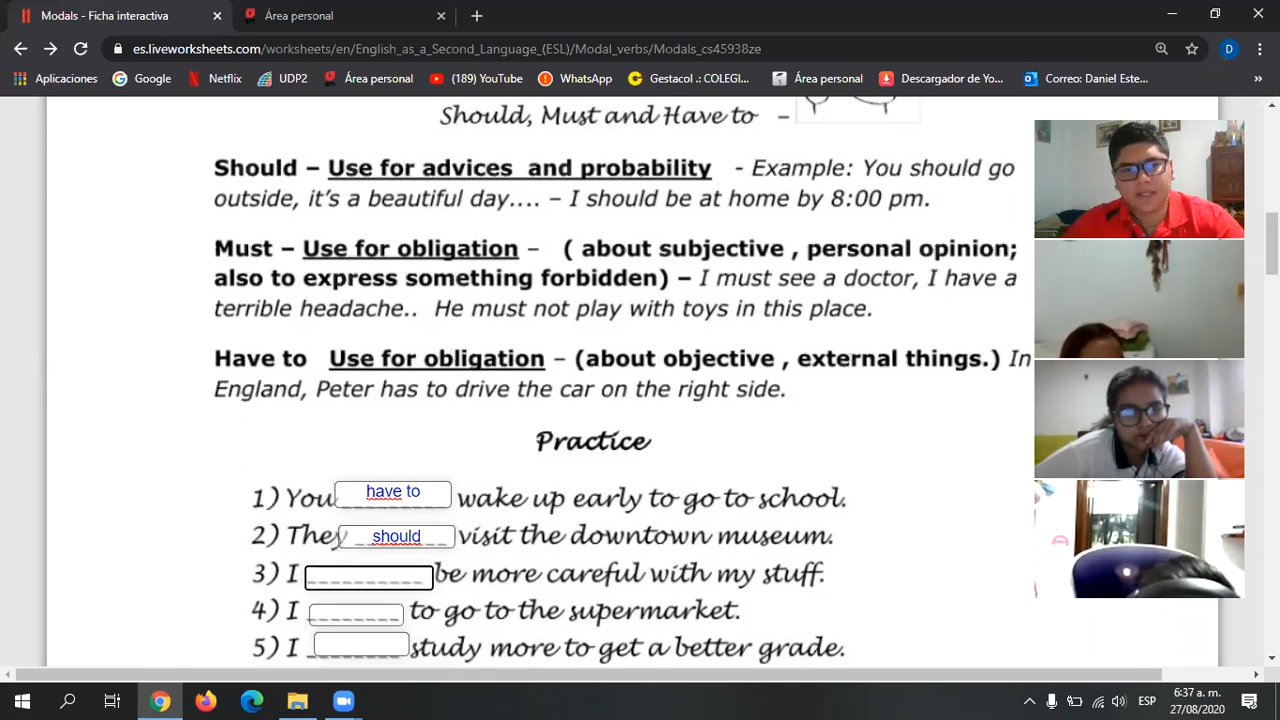 Modals - Ficha interactiva
Área personal
es.liveworksheets.com/worksheets/en/English_as_a_Second_Language_(ESL)/Modal_verbs/Modals_cs45938ze
D
Aplicaciones
Google
Netflix
UDP2
Área personal
(189) YouTube
WhatsApp
Gestacol .: COLEGI...
Área personal
Descargador de Yo...
Correo: Daniel Este...
»
Should, Must and Have to –
Should – Use for advices and probability - Example: You should go
outside, it's a beautiful day.... – I should be at home by 8:00 pm.
Must – Use for obligation – ( about subjective , personal opinion;
also to express something forbidden) – I must see a doctor, I have a
terrible headache.. He must not play with toys in this place.
Have to Use for obligation – (about objective , external things.) In
England, Peter has to drive the car on the right side.
Practice
1) You have to wake up early to go to school.
2) They should visit the downtown museum.
3) I _________ be more careful with my stuff.
4) I _______ to go to the supermarket.
5) I _______ study more to get a better grade.
ESP
6:37 a. m.
27/08/2020